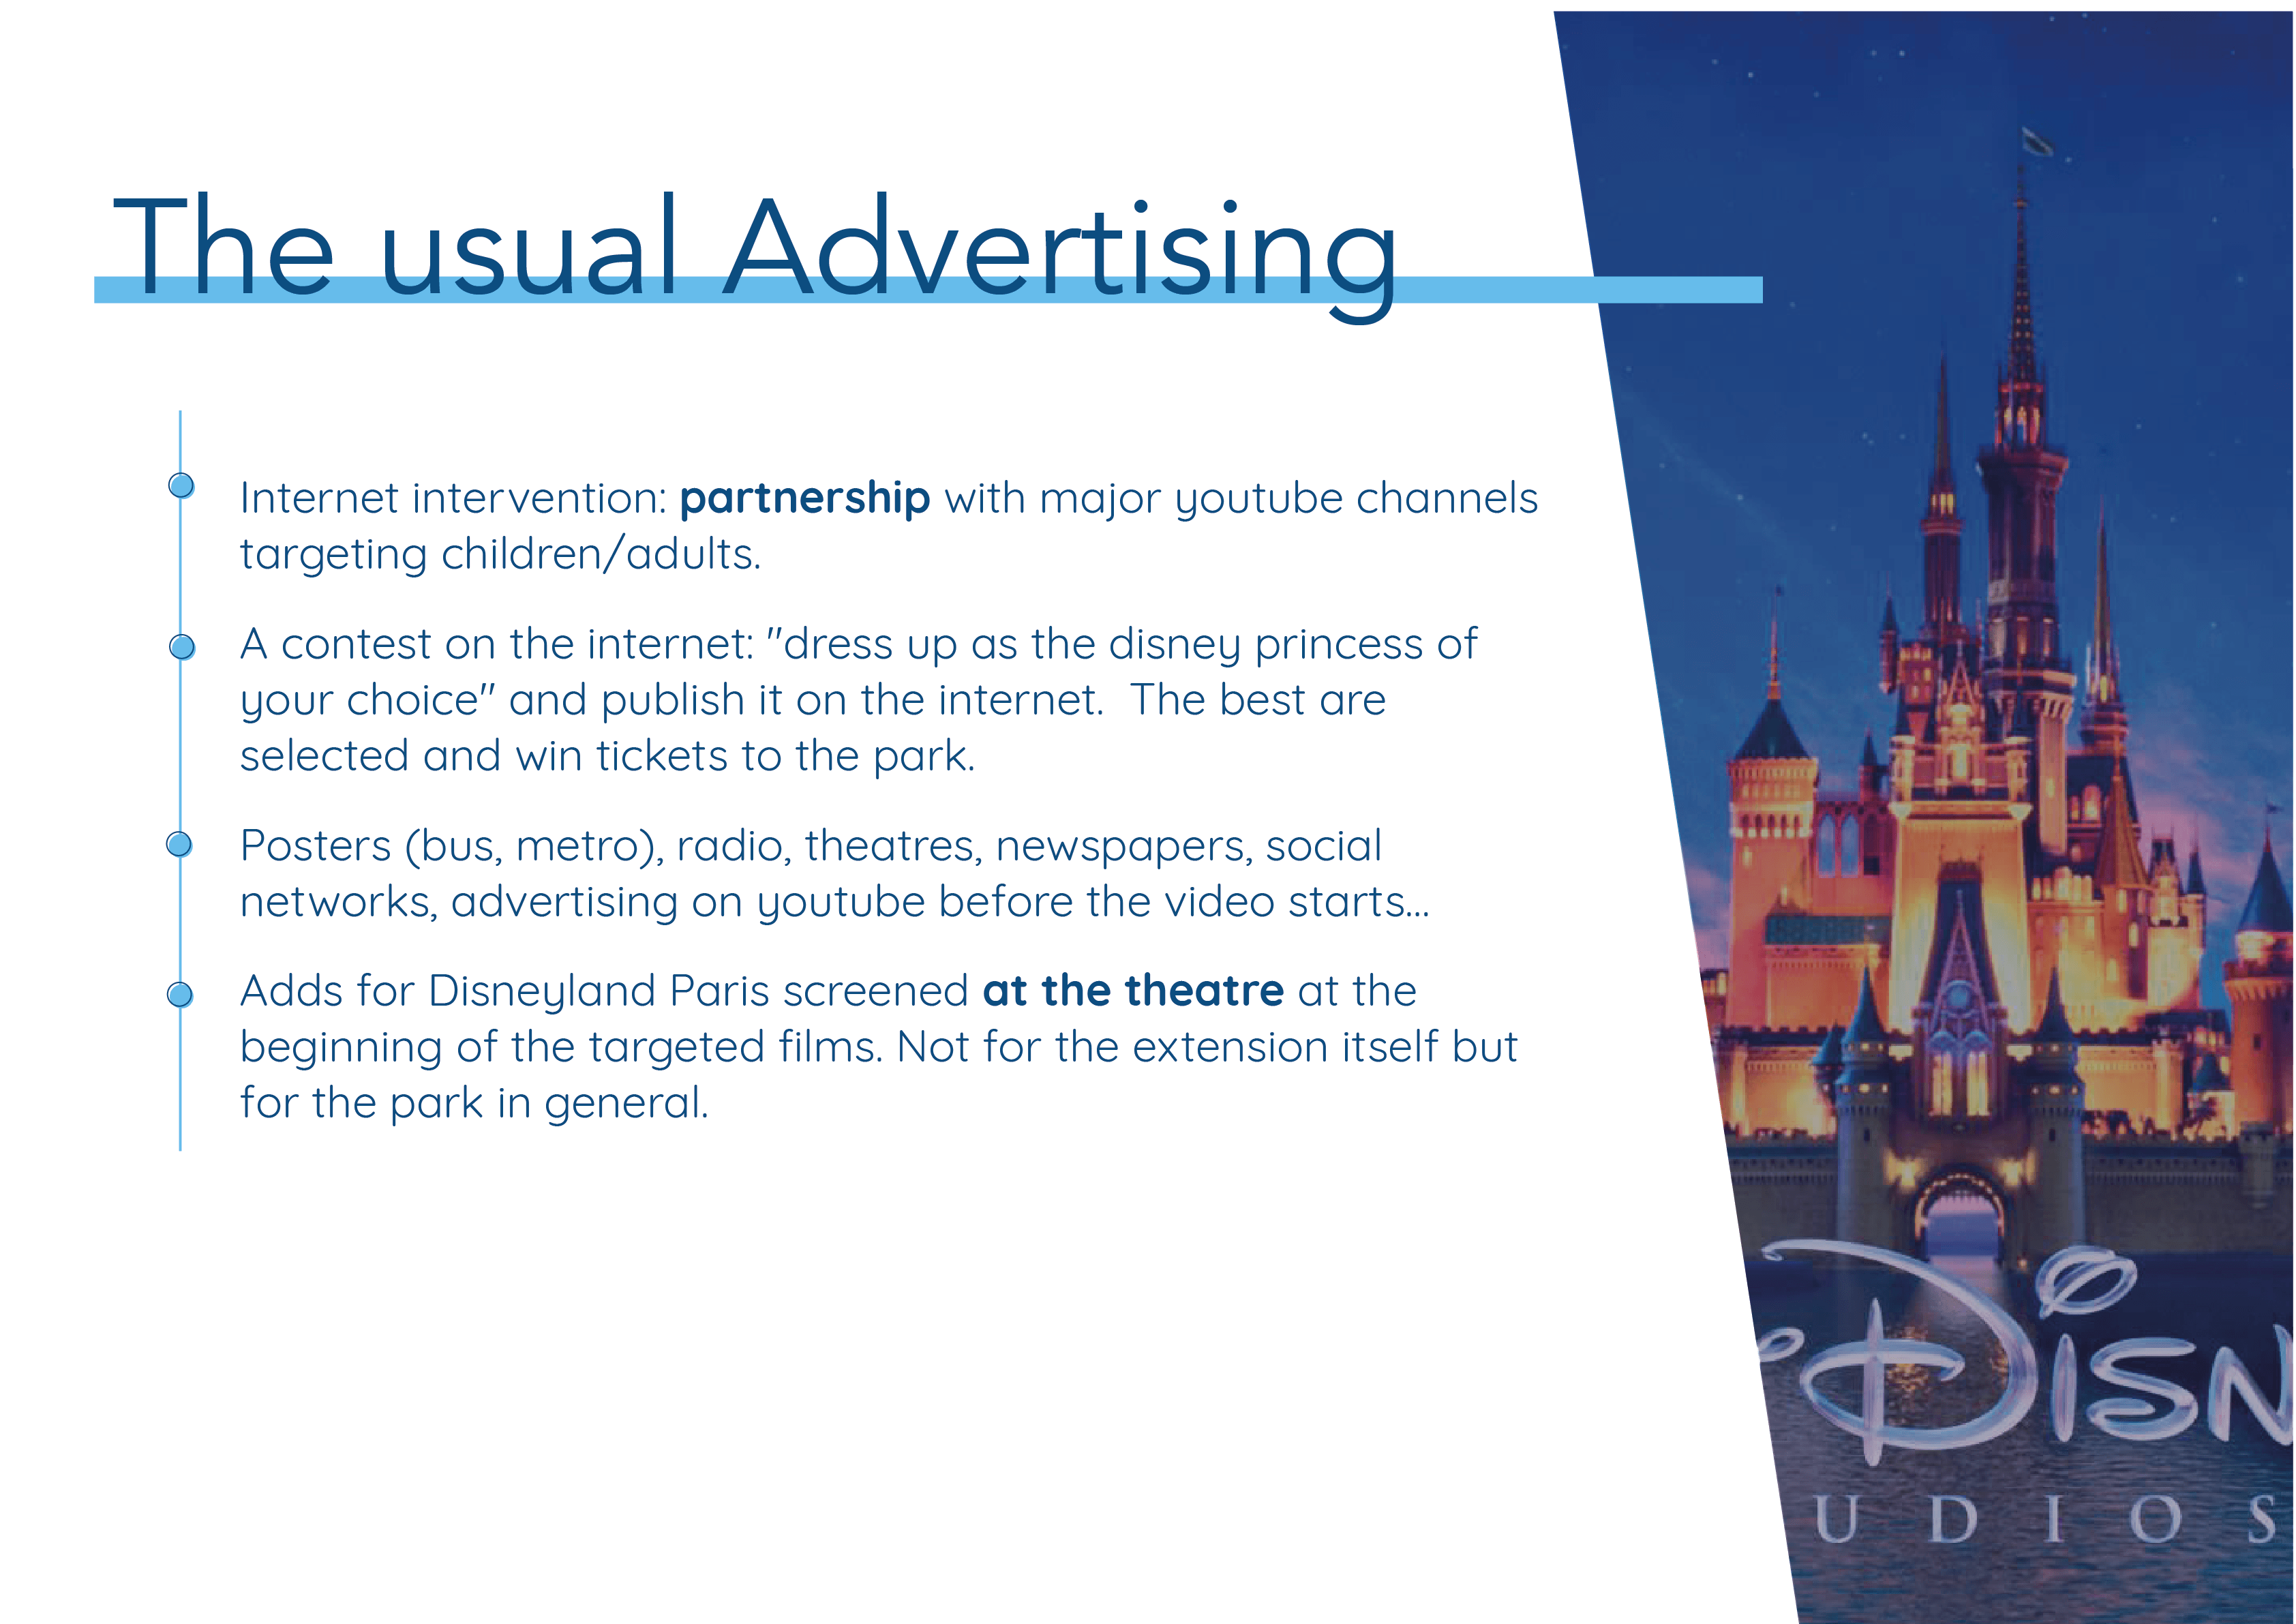 The usual Advertising
Internet intervention: partnership with major youtube channels
targeting children/adults.
A contest on the internet: "dress up as the disney princess of
your choice" and publish it on the internet.  The best are
selected and win tickets to the park.
Posters (bus, metro), radio, theatres, newspapers, social
networks, advertising on youtube before the video starts...
Adds for Disneyland Paris screened at the theatre at the
beginning of the targeted films. Not for the extension itself but
for the park in general.
DISN
UDIOS